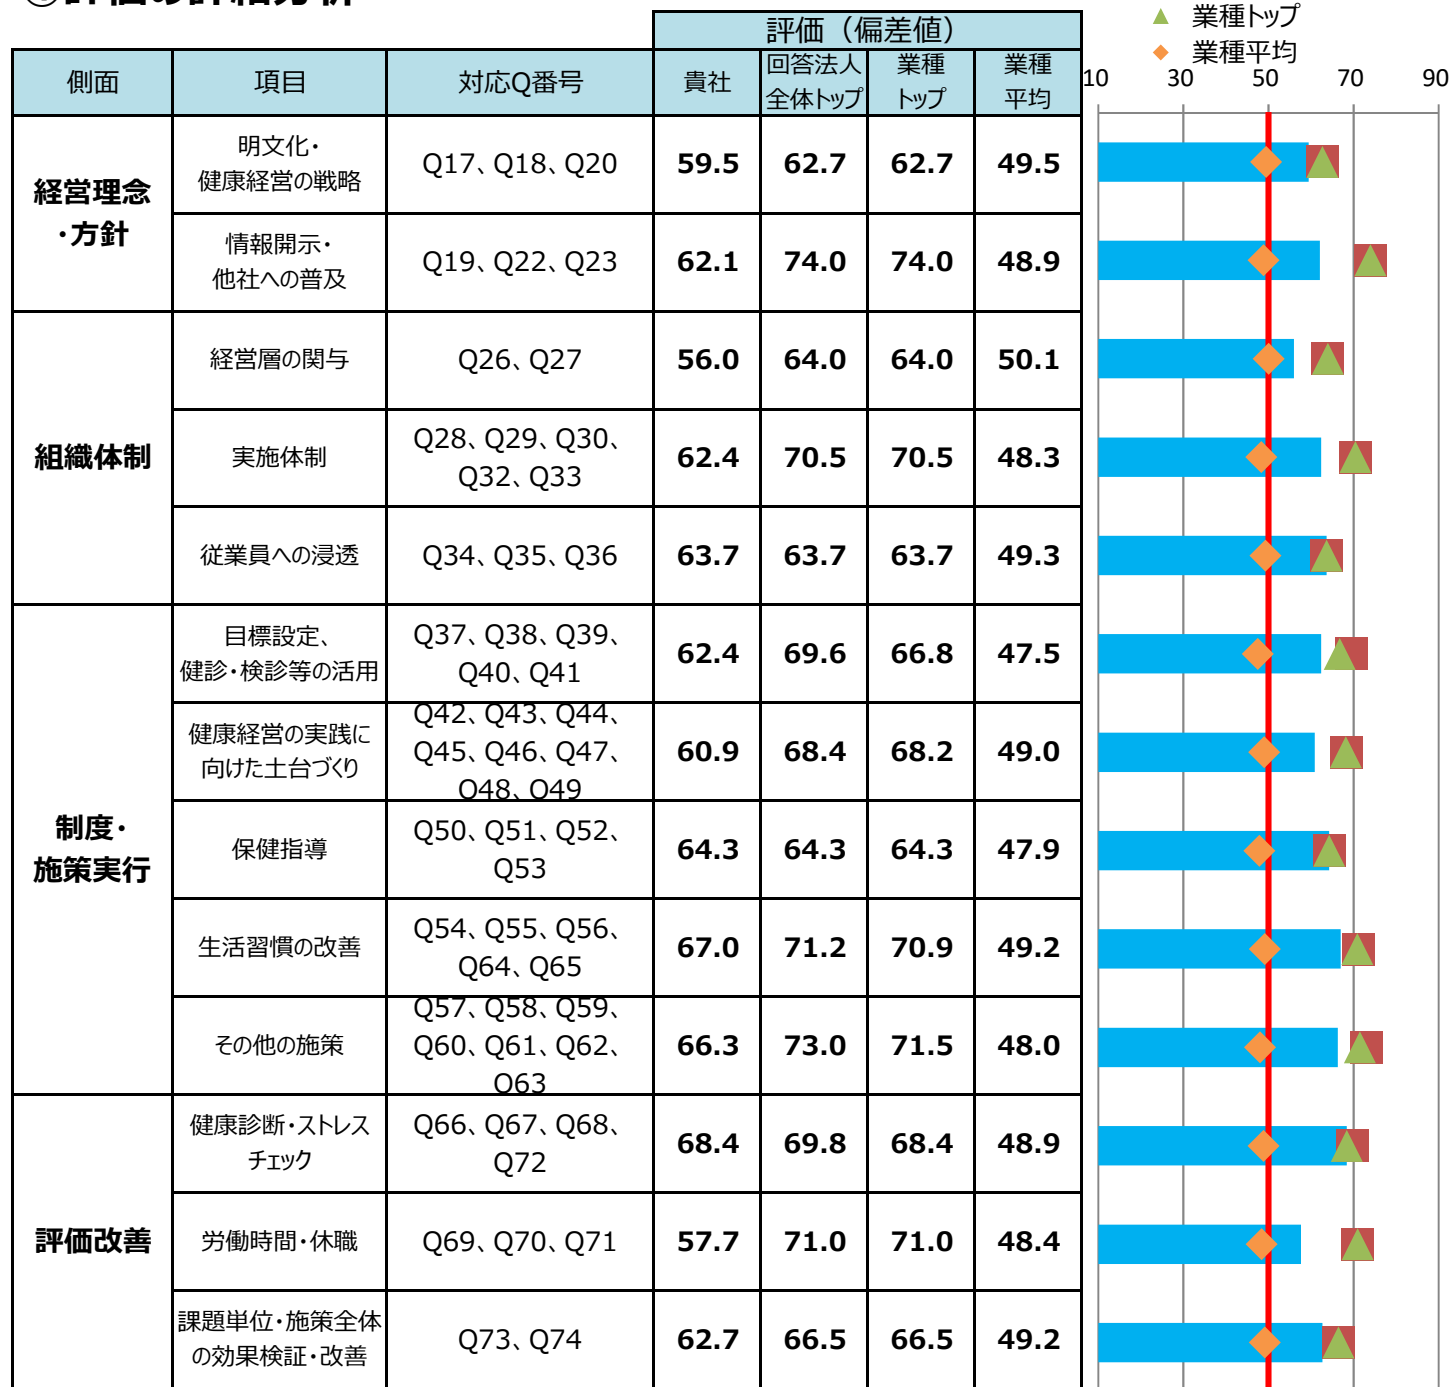 評価の詳細分析
▲ 業種トップ
◆ 業種平均
評価（偏差値）
側面 項目 対応Q番号 貴社 回答法人 業種 業種
全体トップ トップ 平均
10 30 50 70 90
経営理念
・方針
明文化・
健康経営の戦略
Q17、Q18、Q20 59.5 62.7 62.7 49.5
情報開示・
他社への普及
Q19、Q22、Q23 62.1 74.0 74.0 48.9
組織体制
経営層の関与 Q26、Q27 56.0 64.0 64.0 50.1
実施体制
Q28、Q29、Q30、
Q32、Q33
62.4 70.5 70.5 48.3
従業員への浸透 Q34、Q35、Q36 63.7 63.7 63.7 49.3
制度・
施策実行
目標設定、
健診・検診等の活用
Q37、Q38、Q39、
Q40、Q41
62.4 69.6 66.8 47.5
健康経営の実践に
向けた土台づくり
Q42、Q43、Q44、
Q45、Q46、Q47、
Q48、Q49
60.9 68.4 68.2 49.0
保健指導
Q50、Q51、Q52、
Q53
64.3 64.3 64.3 47.9
生活習慣の改善
Q54、Q55、Q56、
Q64、Q65
67.0 71.2 70.9 49.2
その他の施策
Q57、Q58、Q59、
Q60、Q61、Q62、
Q63
66.3 73.0 71.5 48.0
評価改善
健康診断・ストレス
チェック
Q66、Q67、Q68、
Q72
68.4 69.8 68.4 48.9
労働時間・休職 Q69、Q70、Q71 57.7 71.0 71.0 48.4
課題単位・施策全体
の効果検証・改善
Q73、Q74 62.7 66.5 66.5 49.2